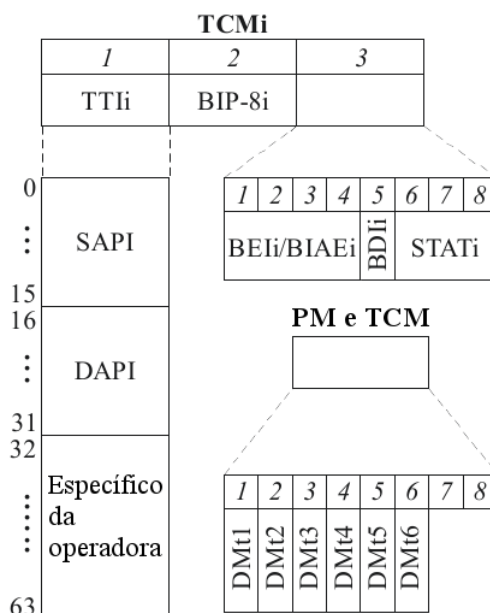 TCMi
1 2 3
TTIi BIP-8i
0
⋮
15
SAPI
16
⋮
31
DAPI
32
⋮
63
Específico
da
operadora
1 2 3 4 5 6 7 8
BEIi/BIAEi BDIi STATi
PM e TCM
1 2 3 4 5 6 7 8
DMt1 DMt2 DMt3 DMt4 DMt5 DMt6